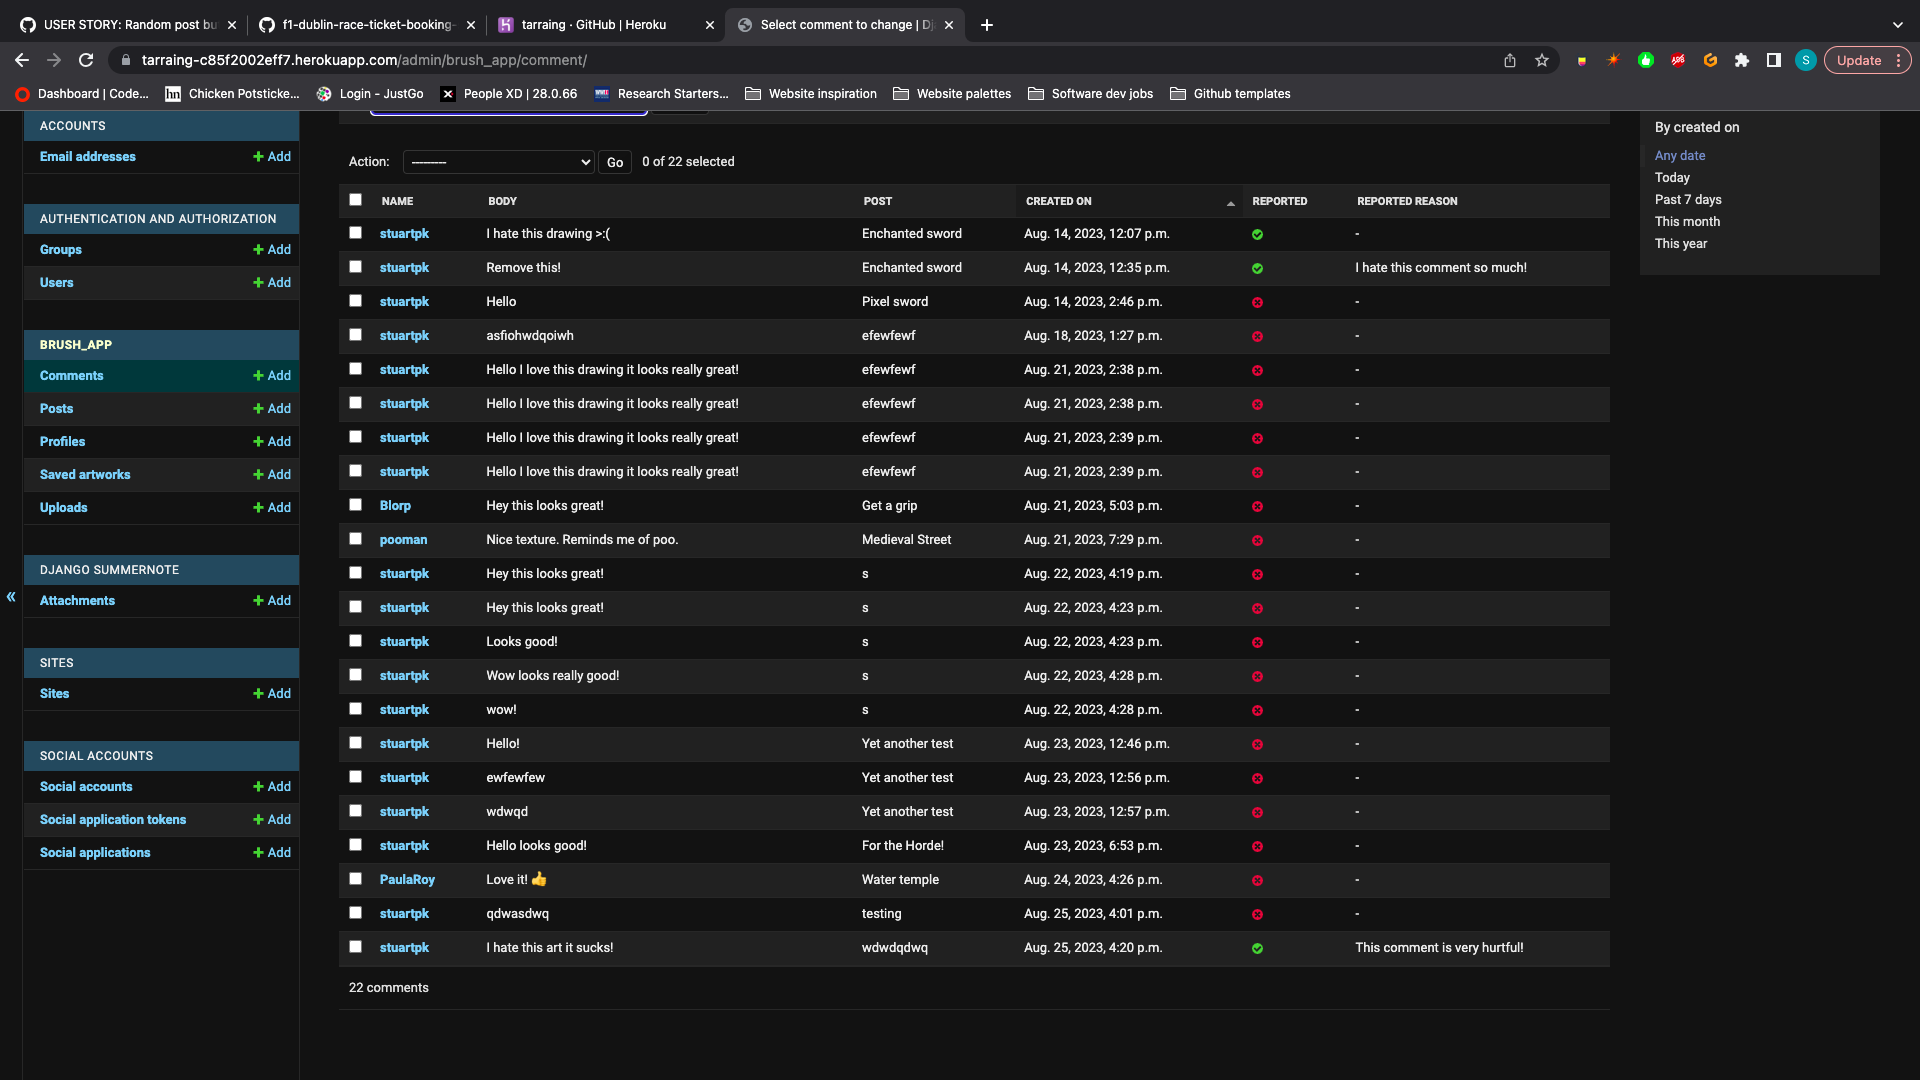 USER STORY: Random post bu
f1-dublin-race-ticket-booking-
tarraing · GitHub | Heroku
Select comment to change | Dj
tarraing-c85f2002eff7.herokuapp.com/admin/brush_app/comment/
S
Update
Dashboard | Code...
hn Chicken Potsticke...
Login - JustGo
People XD | 28.0.66
Research Starters...
Website inspiration
Website palettes
Software dev jobs
Github templates
ACCOUNTS
Email addresses + Add
AUTHENTICATION AND AUTHORIZATION
Groups + Add
Users + Add
BRUSH_APP
Comments + Add
Posts + Add
Profiles + Add
Saved artworks + Add
Uploads + Add
DJANGO SUMMERNOTE
Attachments + Add
«
SITES
Sites + Add
SOCIAL ACCOUNTS
Social accounts + Add
Social application tokens + Add
Social applications + Add
Action: --------- Go 0 of 22 selected
NAME BODY POST CREATED ON REPORTED REPORTED REASON
stuartpk I hate this drawing >:( Enchanted sword Aug. 14, 2023, 12:07 p.m. -
stuartpk Remove this! Enchanted sword Aug. 14, 2023, 12:35 p.m. I hate this comment so much!
stuartpk Hello Pixel sword Aug. 14, 2023, 2:46 p.m. -
stuartpk asfiohwdqoiwh efewfewf Aug. 18, 2023, 1:27 p.m. -
stuartpk Hello I love this drawing it looks really great! efewfewf Aug. 21, 2023, 2:38 p.m. -
stuartpk Hello I love this drawing it looks really great! efewfewf Aug. 21, 2023, 2:38 p.m. -
stuartpk Hello I love this drawing it looks really great! efewfewf Aug. 21, 2023, 2:39 p.m. -
stuartpk Hello I love this drawing it looks really great! efewfewf Aug. 21, 2023, 2:39 p.m. -
Blorp Hey this looks great! Get a grip Aug. 21, 2023, 5:03 p.m. -
pooman Nice texture. Reminds me of poo. Medieval Street Aug. 21, 2023, 7:29 p.m. -
stuartpk Hey this looks great! s Aug. 22, 2023, 4:19 p.m. -
stuartpk Hey this looks great! s Aug. 22, 2023, 4:23 p.m. -
stuartpk Looks good! s Aug. 22, 2023, 4:23 p.m. -
stuartpk Wow looks really good! s Aug. 22, 2023, 4:28 p.m. -
stuartpk wow! s Aug. 22, 2023, 4:28 p.m. -
stuartpk Hello! Yet another test Aug. 23, 2023, 12:46 p.m. -
stuartpk ewfewfew Yet another test Aug. 23, 2023, 12:56 p.m. -
stuartpk wdwqd Yet another test Aug. 23, 2023, 12:57 p.m. -
stuartpk Hello looks good! For the Horde! Aug. 23, 2023, 6:53 p.m. -
PaulaRoy Love it! 👍 Water temple Aug. 24, 2023, 4:26 p.m. -
stuartpk qdwasdwq testing Aug. 25, 2023, 4:01 p.m. -
stuartpk I hate this art it sucks! wdwdqdwq Aug. 25, 2023, 4:20 p.m. This comment is very hurtful!
22 comments
By created on
Any date
Today
Past 7 days
This month
This year